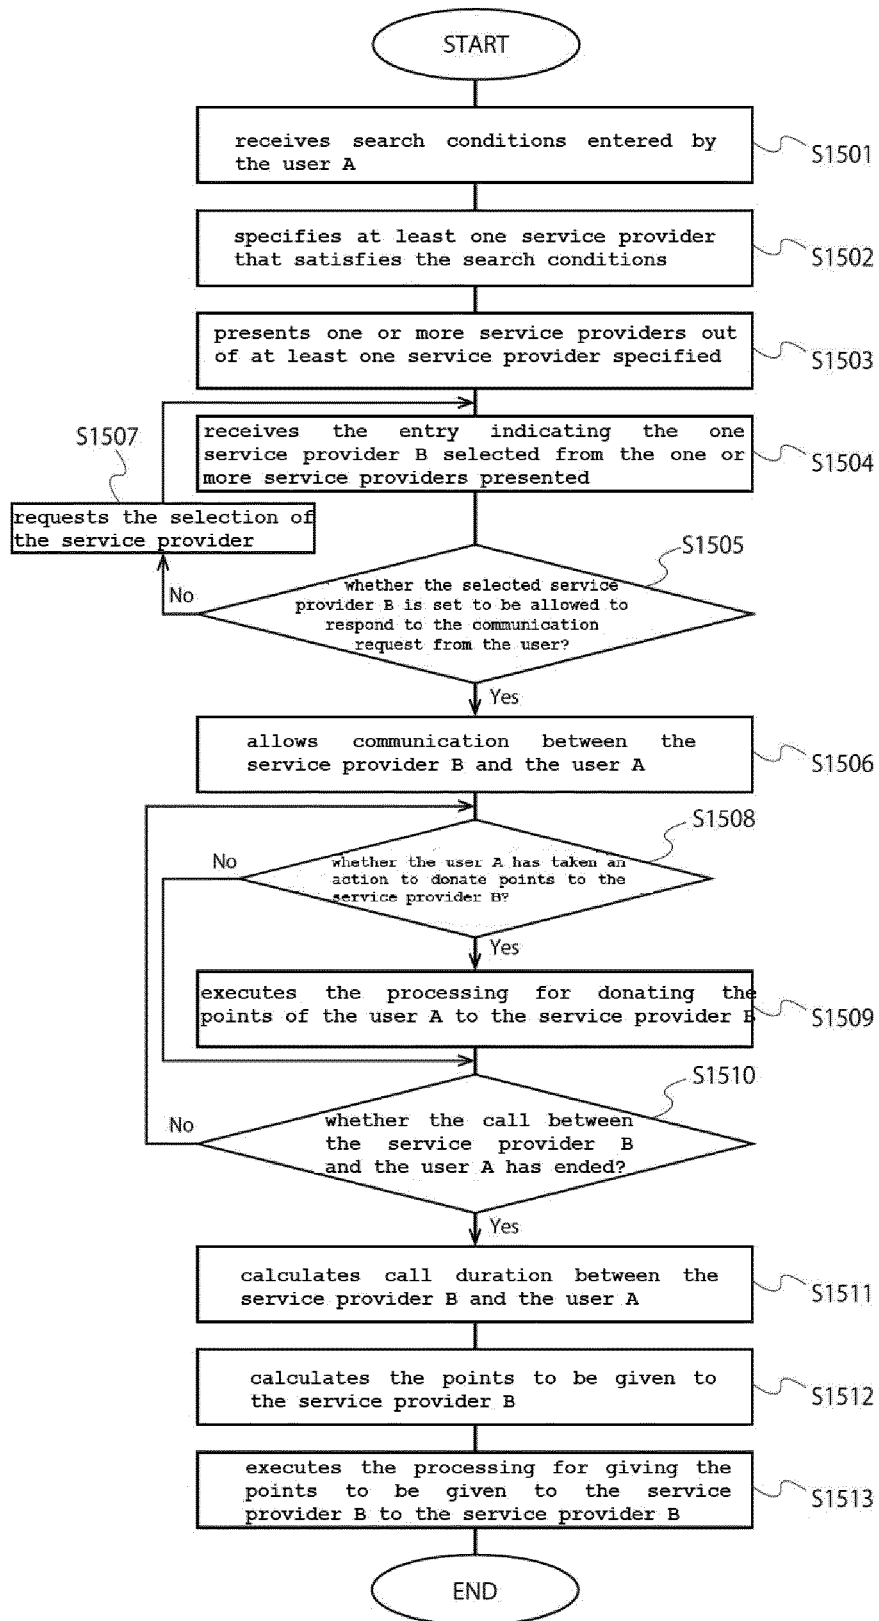 START
receives search conditions entered by
the user A
S1501
specifies at least one service provider
that satisfies the search conditions
S1502
presents one or more service providers out
of at least one service provider specified
S1503
S1507
receives the entry indicating the one
service provider B selected from the one or
more service providers presented
S1504
requests the selection of
the service provider
S1505
No
whether the selected service
provider B is set to be allowed to
respond to the communication
request from the user?
Yes
allows communication between the
service provider B and the user A
S1506
S1508
No
whether the user A has taken an
action to donate points to the
service provider B?
Yes
executes the processing for donating the
points of the user A to the service provider B
S1509
S1510
No
whether the call between
the service provider B
and the user A has ended?
Yes
calculates call duration between the
service provider B and the user A
S1511
calculates the points to be given to
the service provider B
S1512
executes the processing for giving the
points to be given to the service
provider B to the service provider B
S1513
END